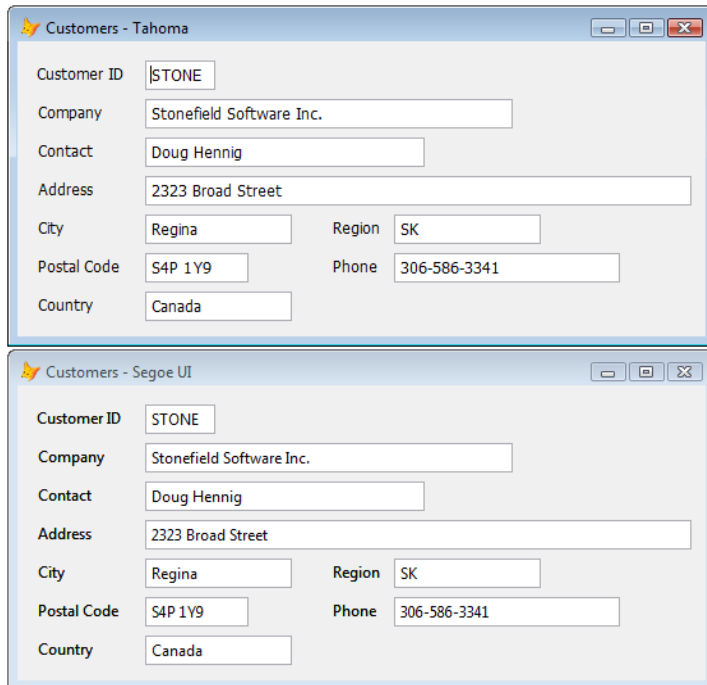 Customers - Tahoma
Customer ID STONE
Company Stonefield Software Inc.
Contact Doug Hennig
Address 2323 Broad Street
City Regina Region SK
Postal Code S4P 1Y9 Phone 306-586-3341
Country Canada
Customers - Segoe UI
Customer ID STONE
Company Stonefield Software Inc.
Contact Doug Hennig
Address 2323 Broad Street
City Regina Region SK
Postal Code S4P 1Y9 Phone 306-586-3341
Country Canada